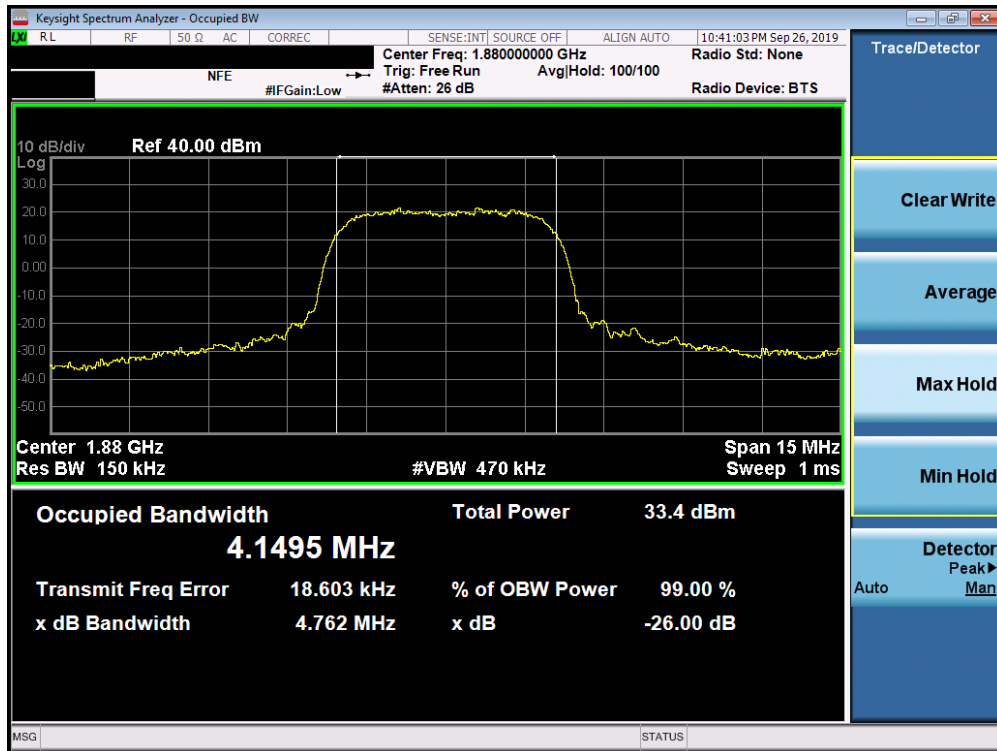 Keysight Spectrum Analyzer - Occupied BW
LXI RL RF 50 Ω AC CORREC SENSE:INT SOURCE OFF ALIGN AUTO 10:41:03 PM Sep 26, 2019
Center Freq: 1.880000000 GHz Radio Std: None
NFE Trig: Free Run Avg|Hold: 100/100
#IFGain:Low #Atten: 26 dB Radio Device: BTS
10 dB/div Ref 40.00 dBm
Log
30.0
20.0
10.0
0.00
-10.0
-20.0
-30.0
-40.0
-50.0
Center 1.88 GHz Span 15 MHz
Res BW 150 kHz #VBW 470 kHz Sweep 1 ms
Occupied Bandwidth Total Power 33.4 dBm
4.1495 MHz
Transmit Freq Error 18.603 kHz % of OBW Power 99.00 %
x dB Bandwidth 4.762 MHz x dB -26.00 dB
Trace/Detector
Clear Write
Average
Max Hold
Min Hold
Detector
Peak▶
Auto Man
MSG STATUS